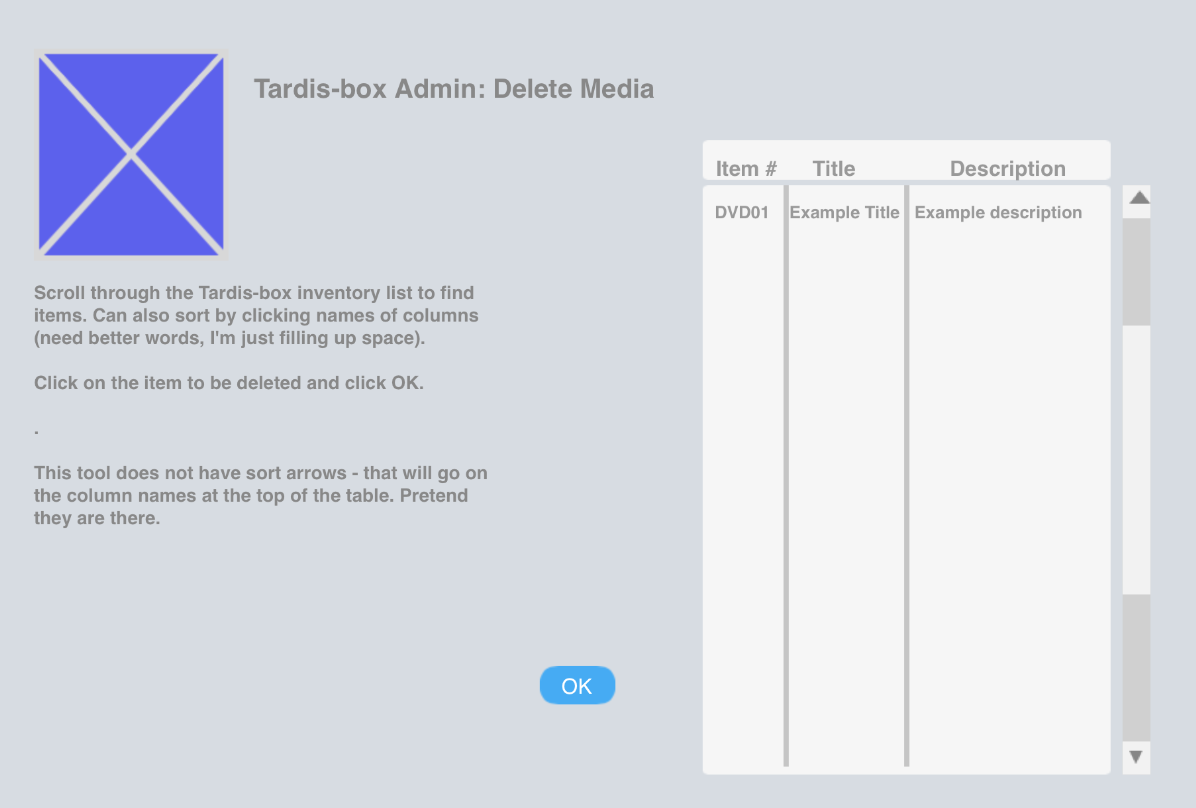 Tardis-box Admin: Delete Media
Item # Title Description
DVD01 Example Title Example description
Scroll through the Tardis-box inventory list to find
items. Can also sort by clicking names of columns
(need better words, I'm just filling up space).
Click on the item to be deleted and click OK.
.
This tool does not have sort arrows - that will go on
the column names at the top of the table. Pretend
they are there.
OK